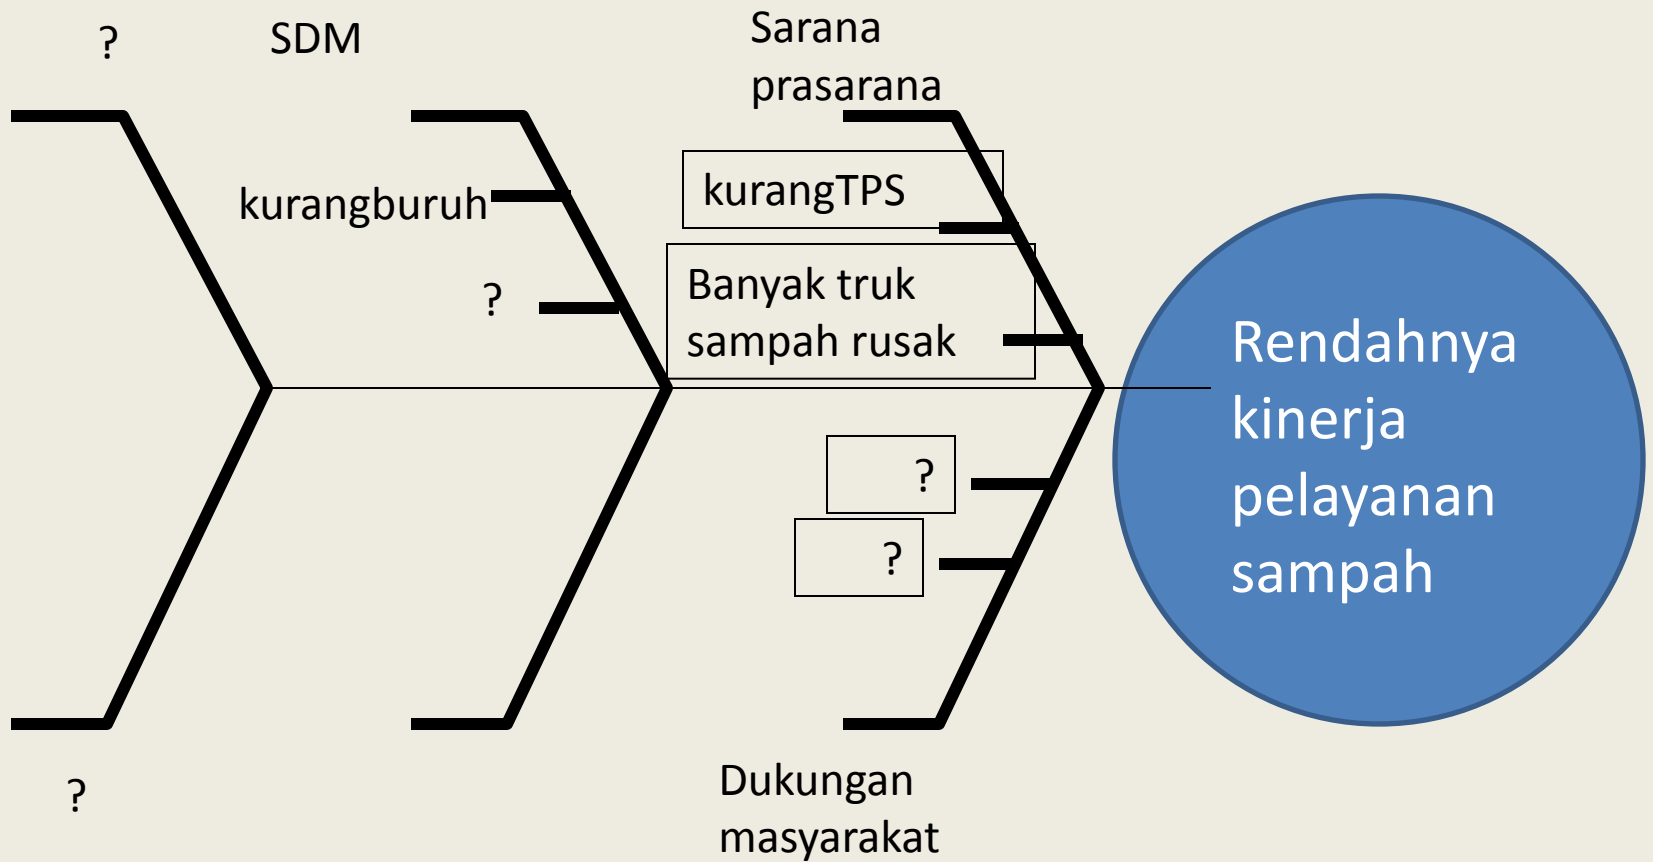 ?
SDM
Sarana
prasarana
kurangburuh
?
kurangTPS
Banyak truk
sampah rusak
Rendahnya
kinerja
pelayanan
sampah
?
?
?
Dukungan
masyarakat